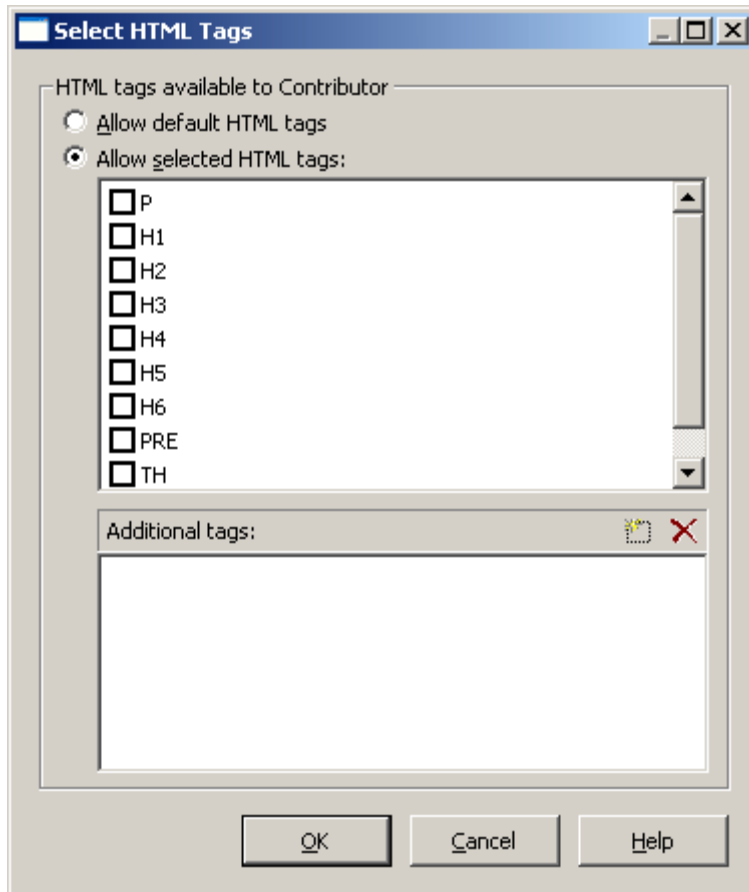 Select HTML Tags
HTML tags available to Contributor
Allow default HTML tags
Allow selected HTML tags:
P
H1
H2
H3
H4
H5
H6
PRE
TH
Additional tags:
OK Cancel Help